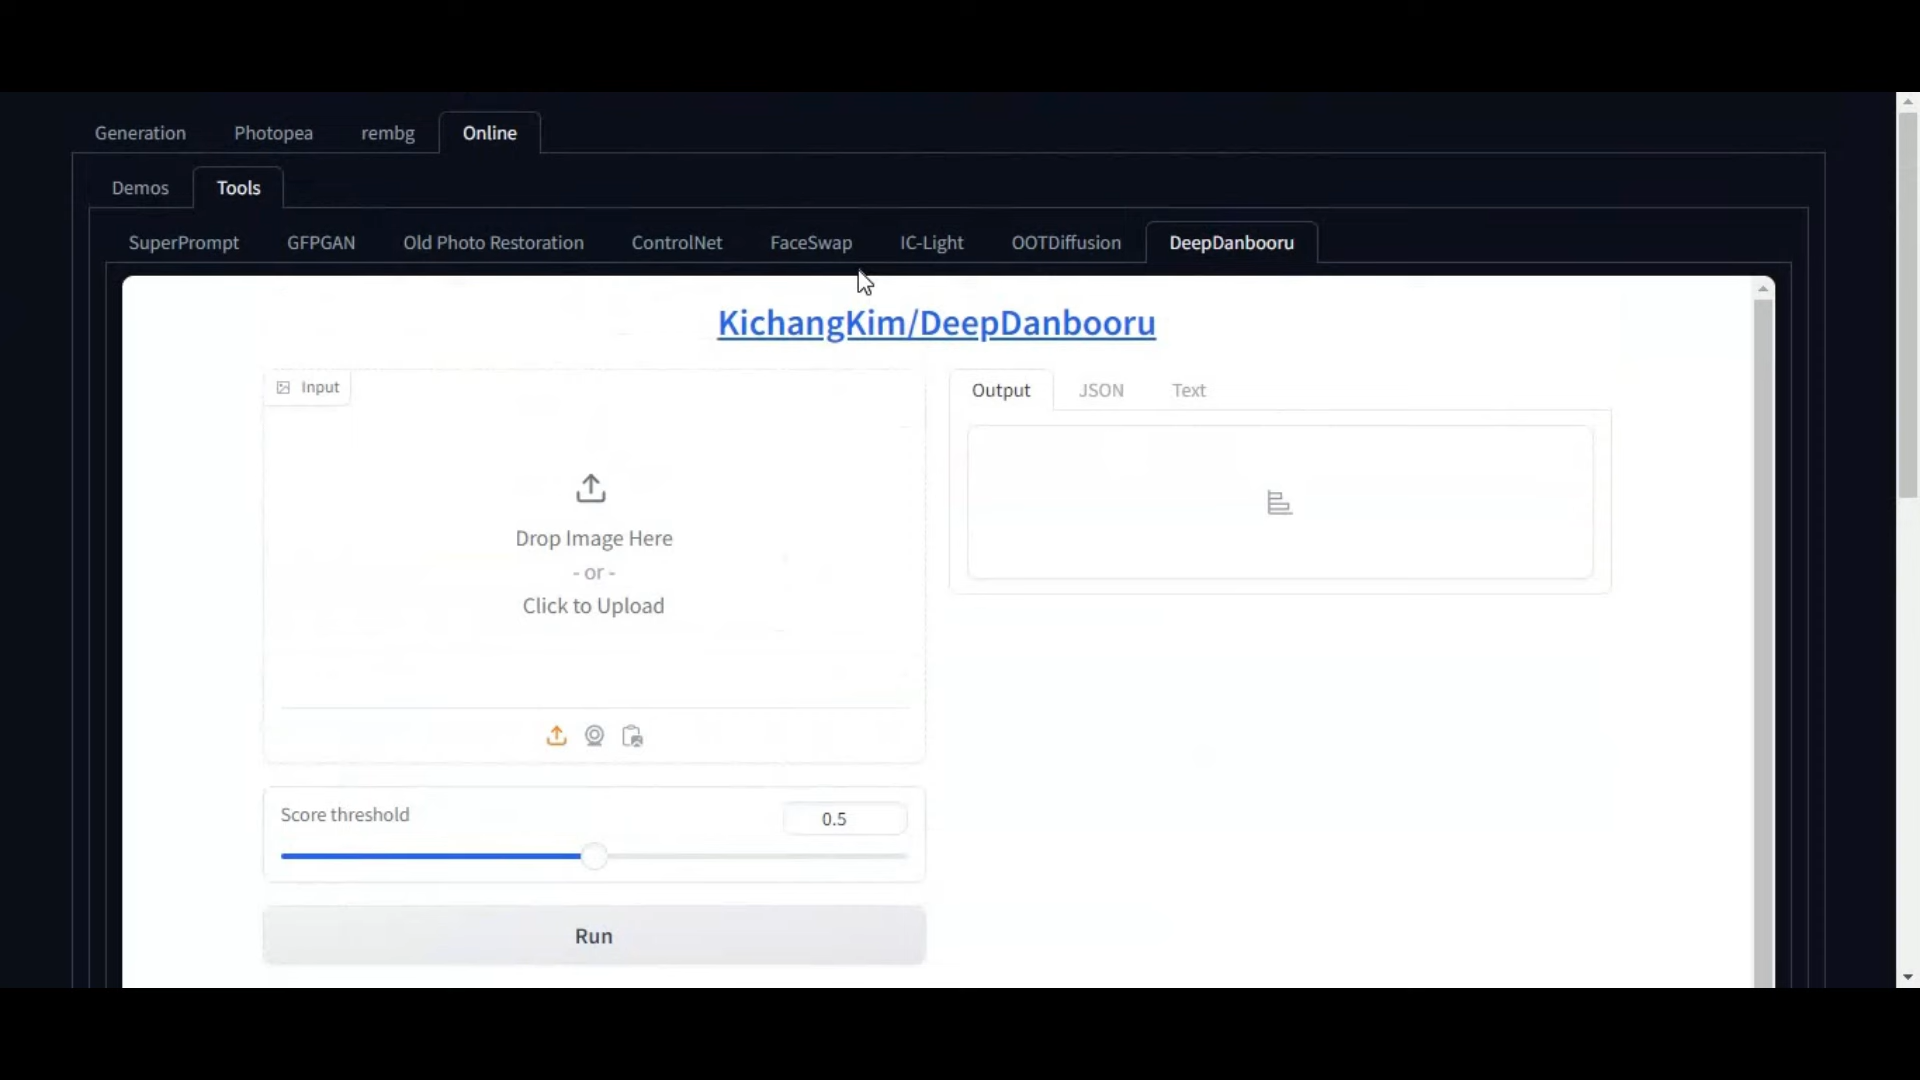 Generation Photopea rembg Online
Demos Tools
SuperPrompt GFPGAN Old Photo Restoration ControlNet FaceSwap IC-Light OOTDiffusion DeepDanbooru
KichangKim/DeepDanbooru
Input
Output JSON Text
Drop Image Here
- or -
Click to Upload
Score threshold 0.5
Run